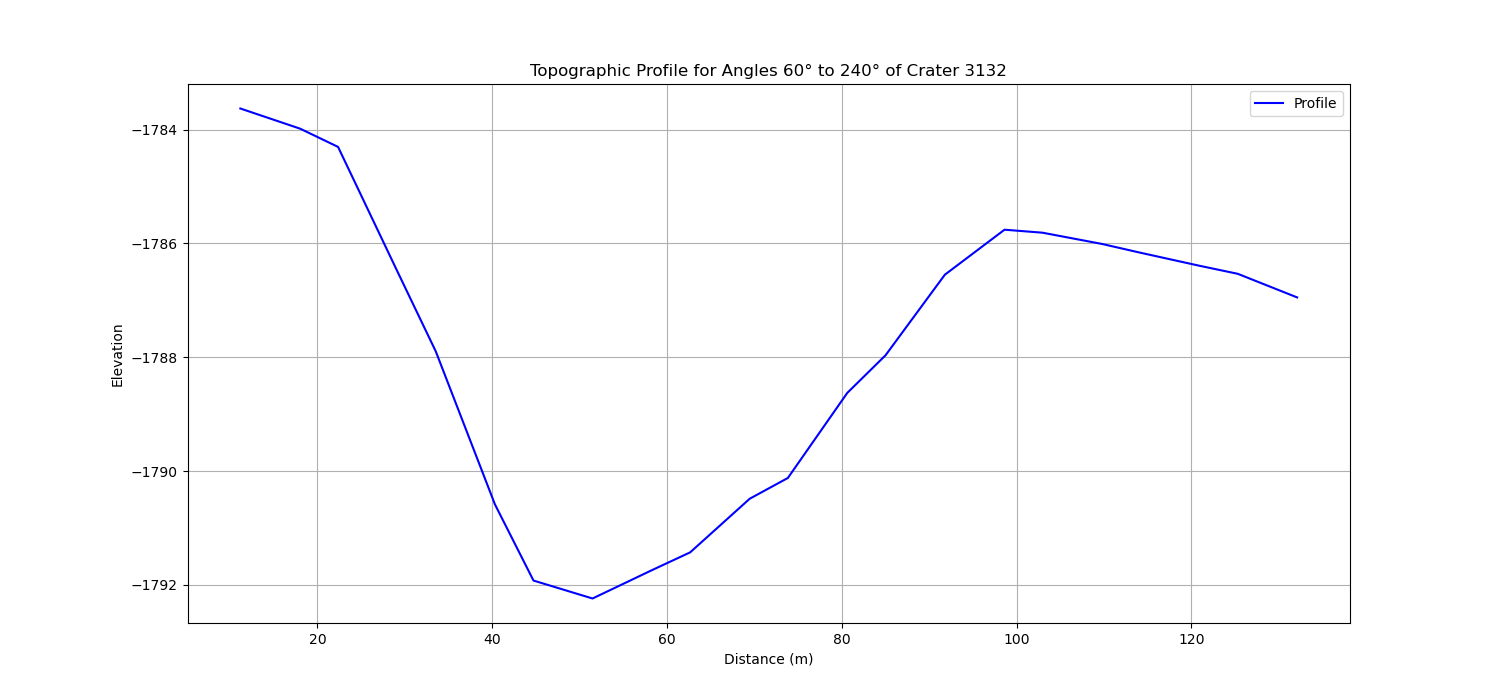 Topographic Profile for Angles 60° to 240° of Crater 3132
Profile
−1784
−1786
−1788
−1790
−1792
Elevation
20 40 60 80 100 120
Distance (m)